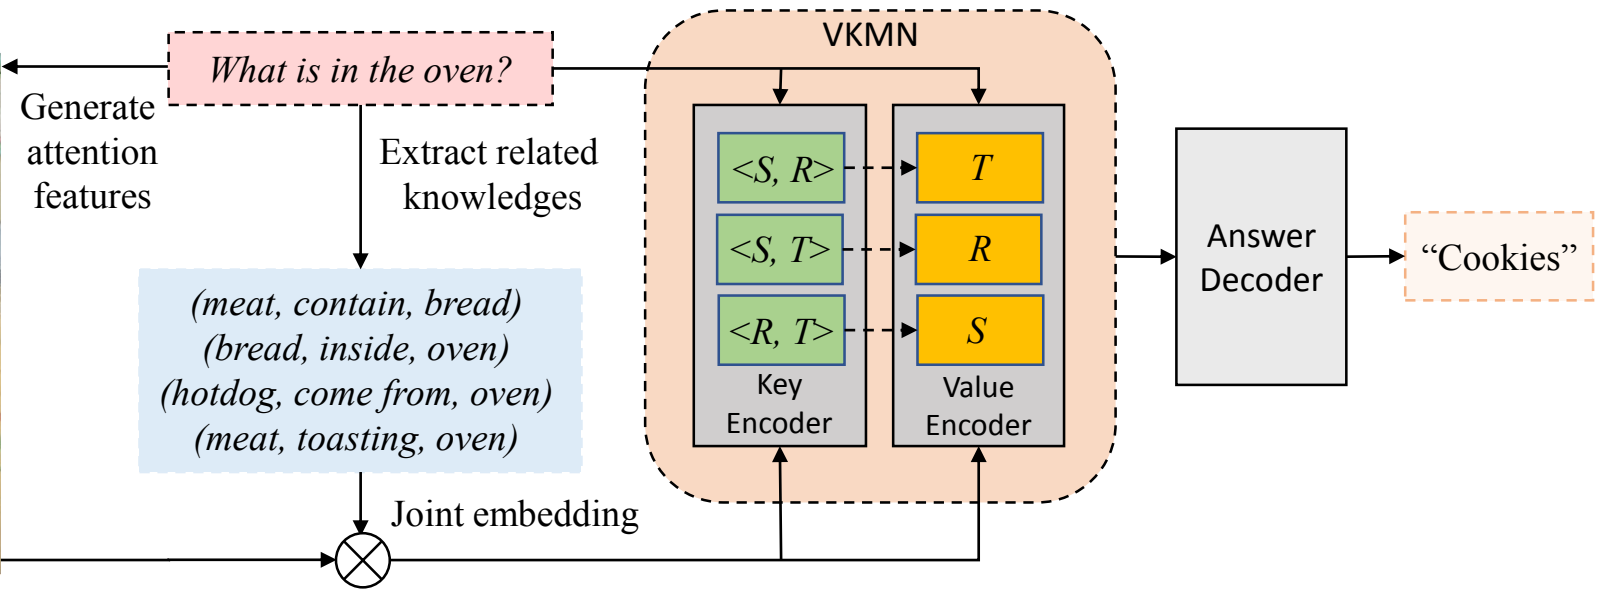 What is in the oven?
Generate
attention
features
Extract related
knowledges
(meat, contain, bread)
(bread, inside, oven)
(hotdog, come from, oven)
(meat, toasting, oven)
Joint embedding
VKMN
<S, R>
T
<S, T>
R
<R, T>
S
Key
Encoder
Value
Encoder
Answer
Decoder
“Cookies”